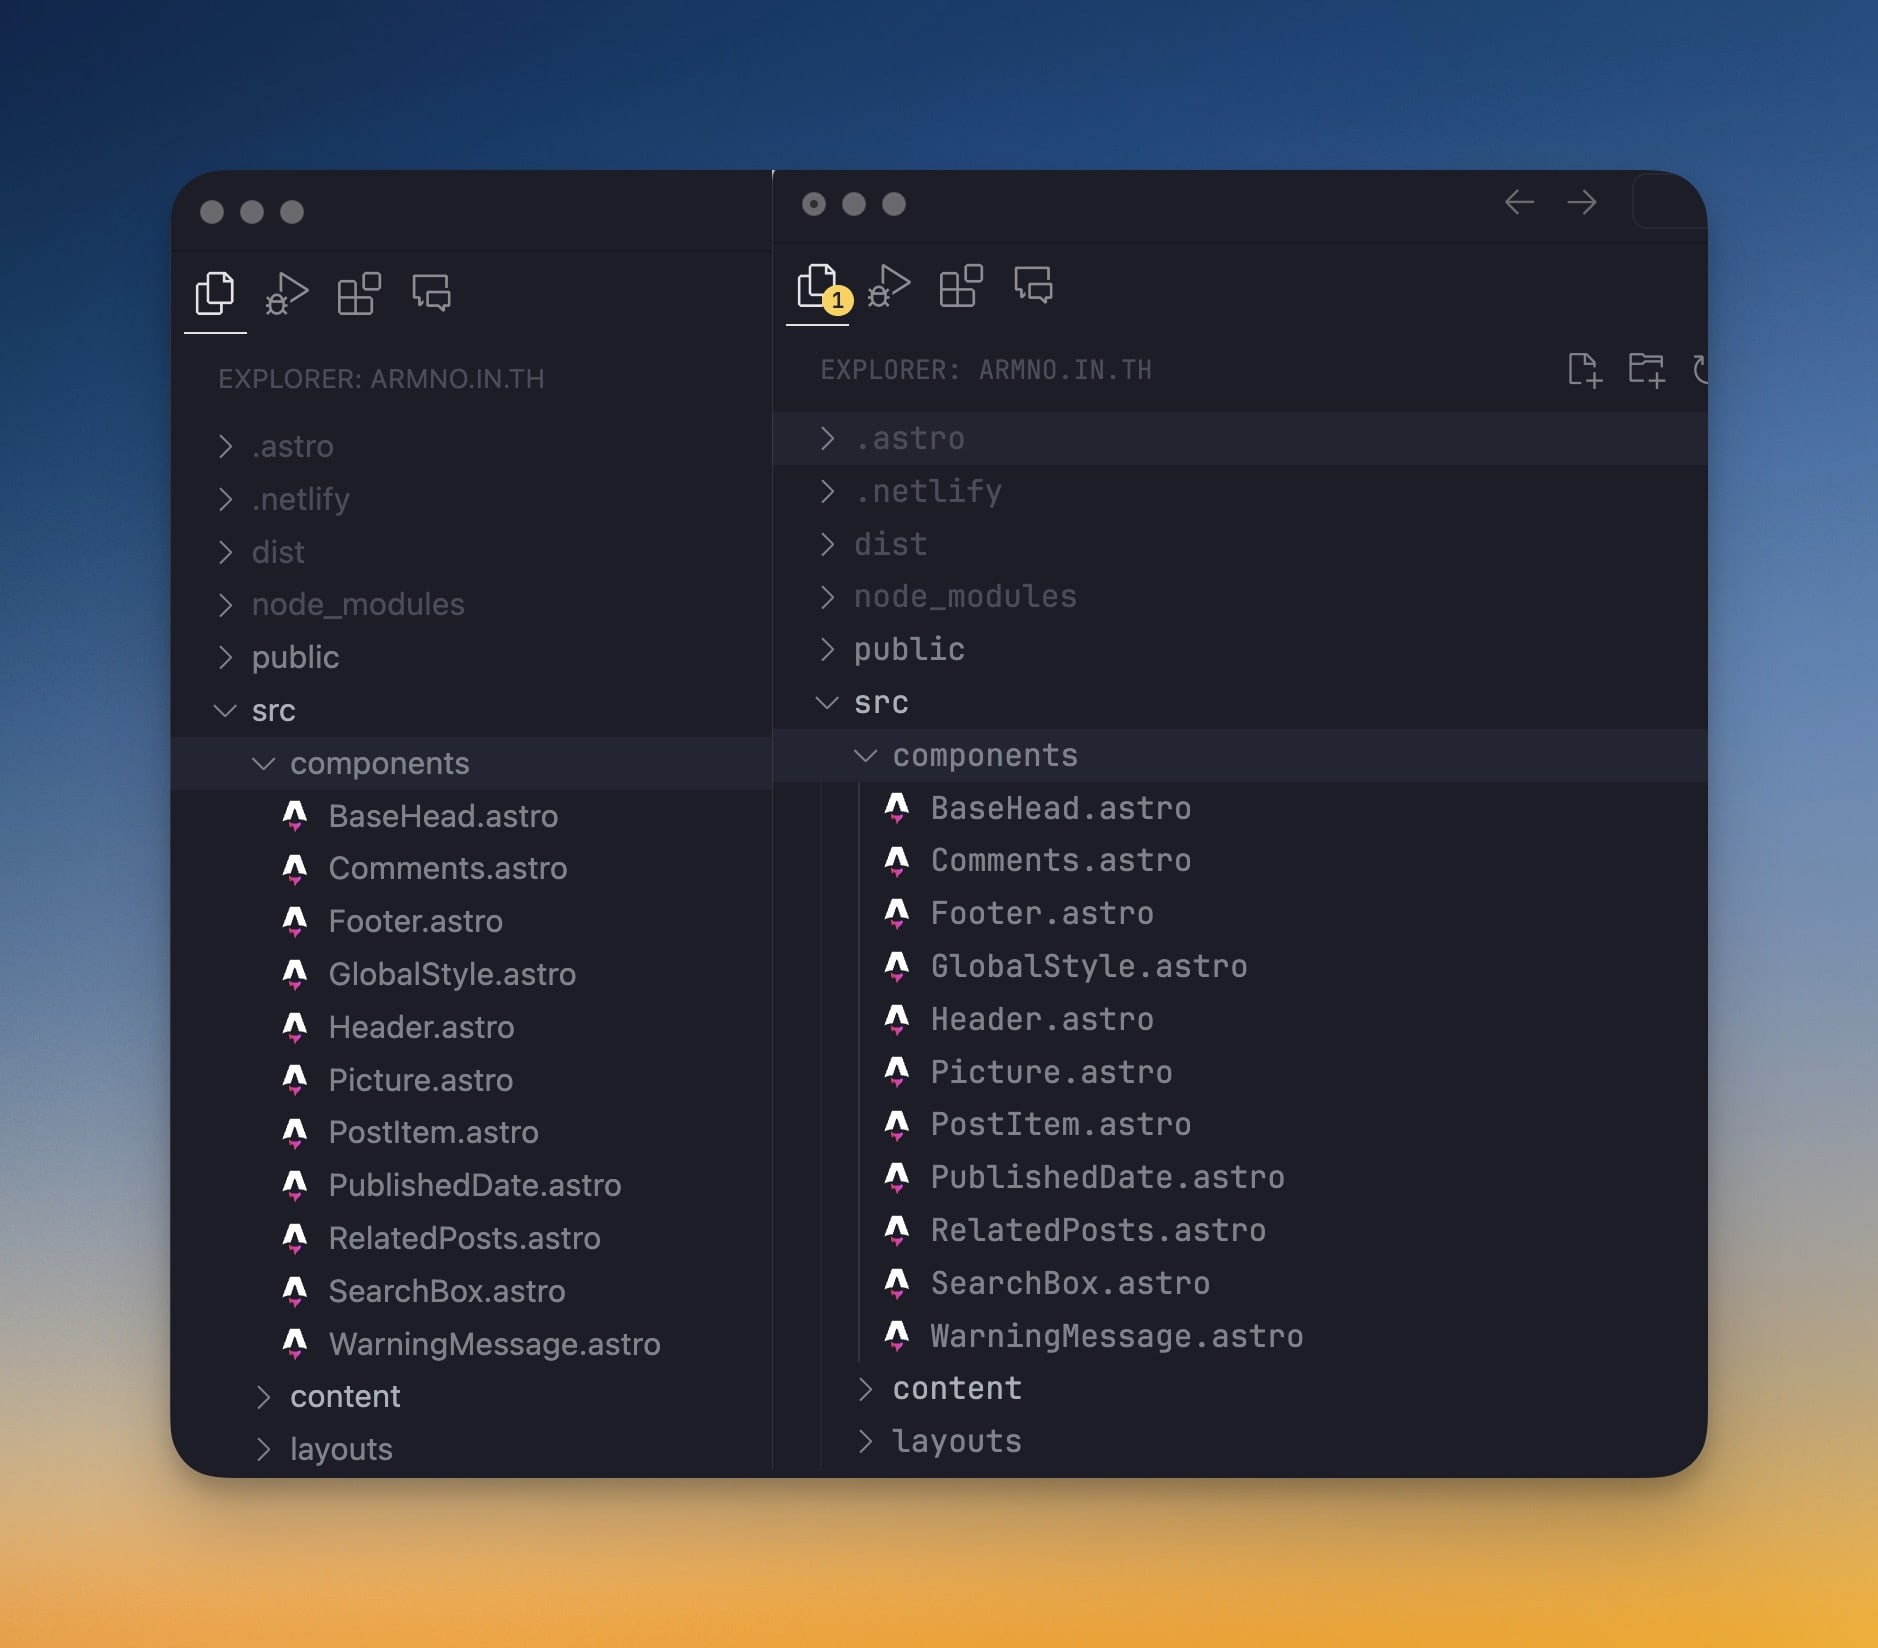 EXPLORER: ARMNO.IN.TH
.astro
.netlify
dist
node_modules
public
src
components
BaseHead.astro
Comments.astro
Footer.astro
GlobalStyle.astro
Header.astro
Picture.astro
PostItem.astro
PublishedDate.astro
RelatedPosts.astro
SearchBox.astro
WarningMessage.astro
content
layouts
1
EXPLORER: ARMNO.IN.TH
.astro
.netlify
dist
node_modules
public
src
components
BaseHead.astro
Comments.astro
Footer.astro
GlobalStyle.astro
Header.astro
Picture.astro
PostItem.astro
PublishedDate.astro
RelatedPosts.astro
SearchBox.astro
WarningMessage.astro
content
layouts